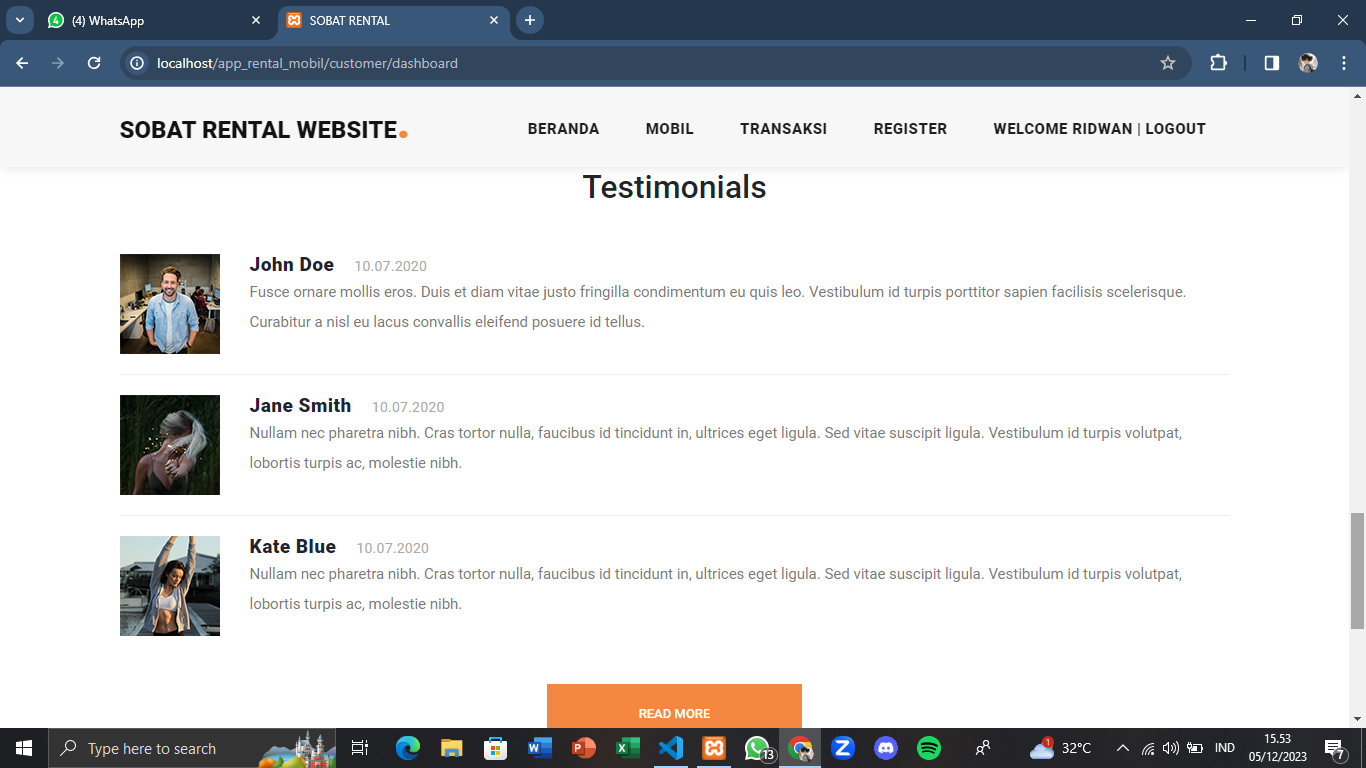 (4) WhatsApp
SOBAT RENTAL
localhost/app_rental_mobil/customer/dashboard
SOBAT RENTAL WEBSITE.
BERANDA MOBIL TRANSAKSI REGISTER WELCOME RIDWAN | LOGOUT
Testimonials
John Doe 10.07.2020
Fusce ornare mollis eros. Duis et diam vitae justo fringilla condimentum eu quis leo. Vestibulum id turpis porttitor sapien facilisis scelerisque.
Curabitur a nisl eu lacus convallis eleifend posuere id tellus.
Jane Smith 10.07.2020
Nullam nec pharetra nibh. Cras tortor nulla, faucibus id tincidunt in, ultrices eget ligula. Sed vitae suscipit ligula. Vestibulum id turpis volutpat,
lobortis turpis ac, molestie nibh.
Kate Blue 10.07.2020
Nullam nec pharetra nibh. Cras tortor nulla, faucibus id tincidunt in, ultrices eget ligula. Sed vitae suscipit ligula. Vestibulum id turpis volutpat,
lobortis turpis ac, molestie nibh.
READ MORE
Type here to search
13
1
32°C
IND
15.53
05/12/2023
7